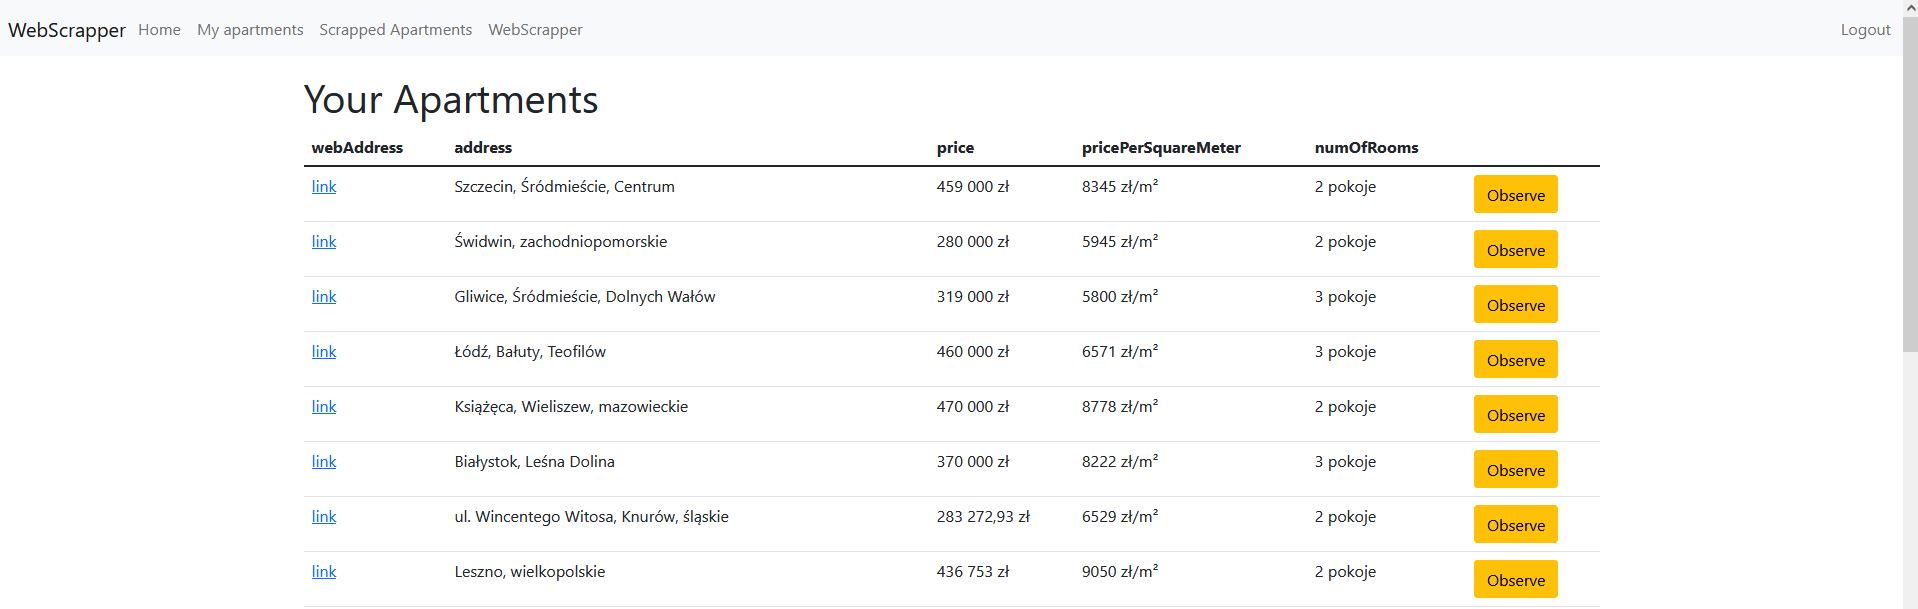 WebScrapper Home My apartments Scrapped Apartments WebScrapper Logout
Your Apartments
webAddress address price pricePerSquareMeter numOfRooms
link Szczecin, Śródmieście, Centrum 459 000 zł 8345 zł/m² 2 pokoje Observe
link Świdwin, zachodniopomorskie 280 000 zł 5945 zł/m² 2 pokoje Observe
link Gliwice, Śródmieście, Dolnych Wałów 319 000 zł 5800 zł/m² 3 pokoje Observe
link Łódź, Bałuty, Teofilów 460 000 zł 6571 zł/m² 3 pokoje Observe
link Książęca, Wieliszew, mazowieckie 470 000 zł 8778 zł/m² 2 pokoje Observe
link Białystok, Leśna Dolina 370 000 zł 8222 zł/m² 3 pokoje Observe
link ul. Wincentego Witosa, Knurów, śląskie 283 272,93 zł 6529 zł/m² 2 pokoje Observe
link Leszno, wielkopolskie 436 753 zł 9050 zł/m² 2 pokoje Observe